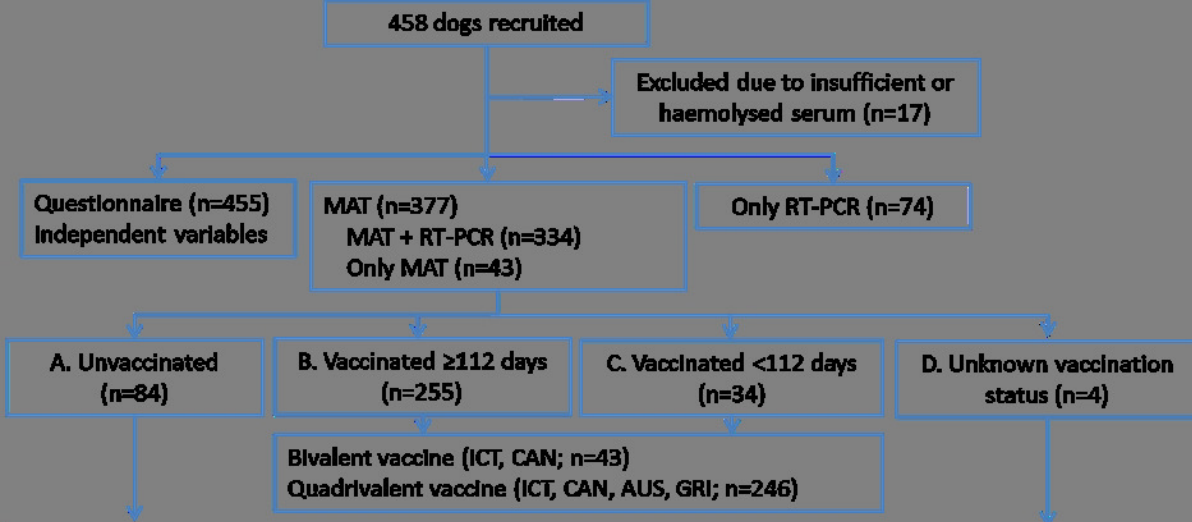 458 dogs recruited
Excluded due to insufficient or
haemolysed serum (n=17)
Questionnaire (n=455)
Independent variables
MAT (n=377)
MAT + RT-PCR (n=334)
Only MAT (n=43)
Only RT-PCR (n=74)
A. Unvaccinated
(n=84)
B. Vaccinated ≥112 days
(n=255)
C. Vaccinated <112 days
(n=34)
D. Unknown vaccination
status (n=4)
Bivalent vaccine (ICT, CAN; n=43)
Quadrivalent vaccine (ICT, CAN, AUS, GRI; n=246)